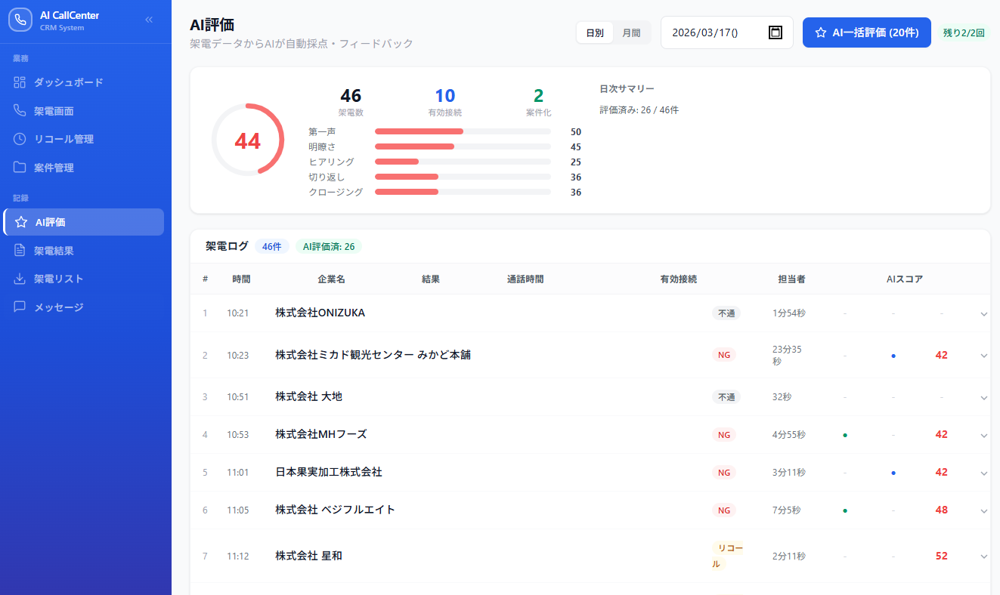 AI CallCenter
CRM System
業務
ダッシュボード
架電画面
リコール管理
案件管理
記録
AI評価
架電結果
架電リスト
メッセージ
AI評価
架電データからAIが自動採点・フィードバック
日別 月間 2026/03/17() AI一括評価 (20件) 残り2/2回
44
46 10 2
架電数 有効接続 案件化
第一声 50
明瞭さ 45
ヒアリング 25
切り返し 36
クロージング 36
日次サマリー
評価済み: 26 / 46件
架電ログ 46件 AI評価済: 26
# 時間 企業名 結果 通話時間 有効接続 担当者 AIスコア
1 10:21 株式会社ONIZUKA 不通 1分54秒 - - -
2 10:23 株式会社ミカド観光センター みかど本舗 NG 23分35
秒 - • 42
3 10:51 株式会社 大地 不通 32秒 - - -
4 10:53 株式会社MHフーズ NG 4分55秒 • - 42
5 11:01 日本果実加工株式会社 NG 3分11秒 - • 42
6 11:05 株式会社 ベジフルエイト NG 7分5秒 • - 48
7 11:12 株式会社 星和 リコー
ル 2分11秒 - - 52